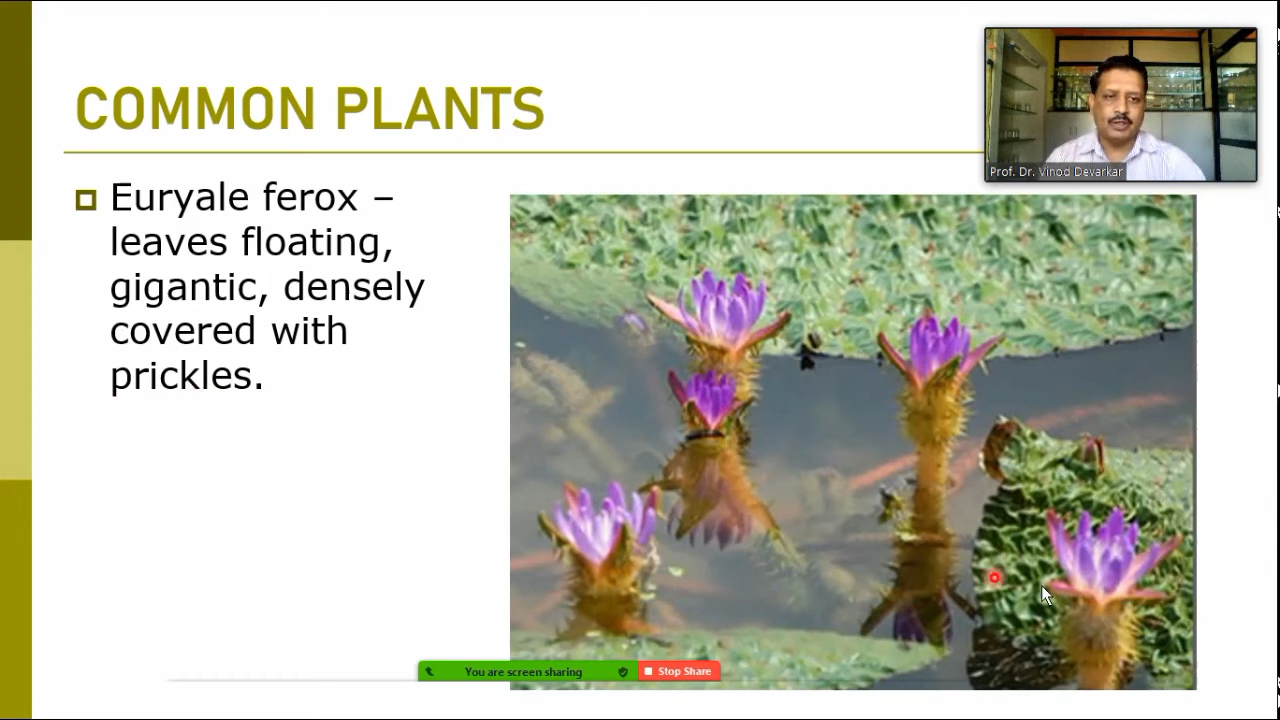 COMMON PLANTS
Prof. Dr. Vinod Devarkar
Euryale ferox –
leaves floating,
gigantic, densely
covered with
prickles.
You are screen sharing
Stop Share